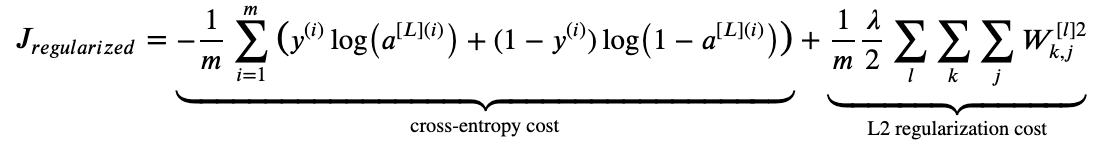 J_{regularized} = -\frac{1}{m} \sum_{i=1}^{m} \left( y^{(i)} \log\left(a^{[L](i)}\right) + (1 - y^{(i)}) \log\left(1 - a^{[L](i)}\right) \right) + \frac{1}{m} \frac{\lambda}{2} \sum_{l} \sum_{k} \sum_{j} W_{k,j}^{[l]2}
cross-entropy cost
L2 regularization cost